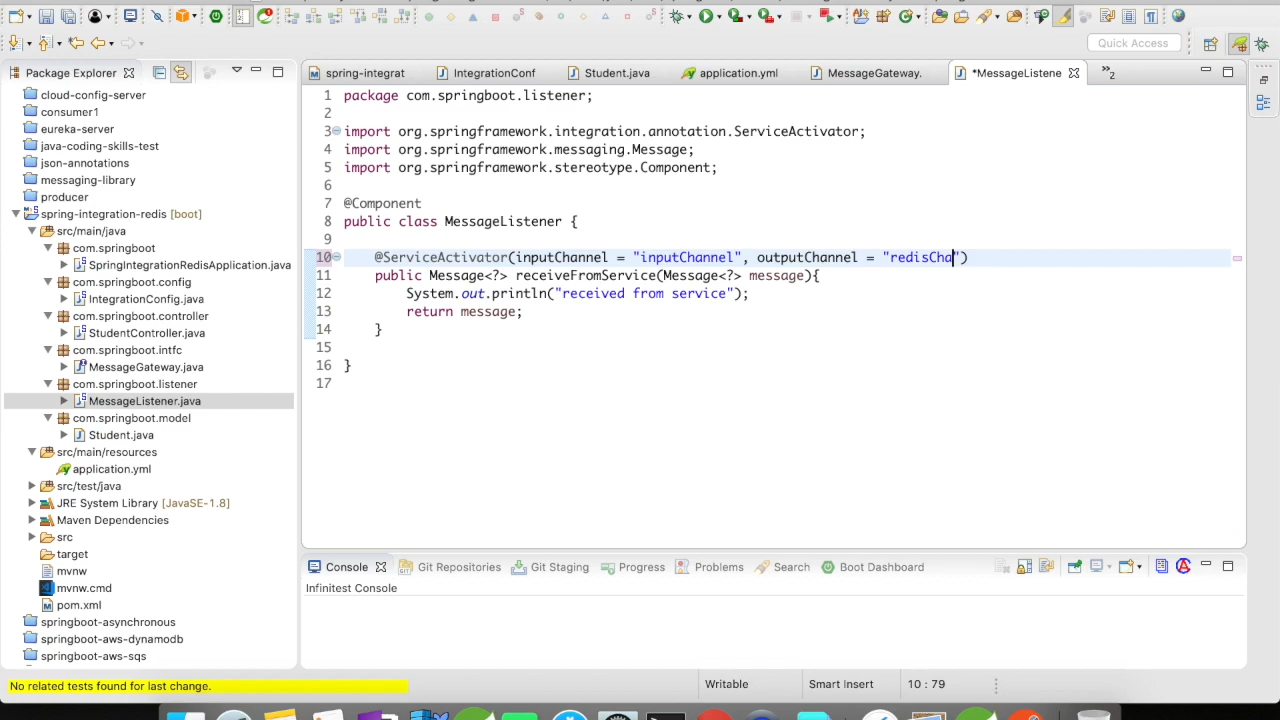 Quick Access
Package Explorer
spring-integrat
IntegrationConf
Student.java
application.yml
MessageGateway.
*MessageListene
»2
cloud-config-server
consumer1
eureka-server
java-coding-skills-test
json-annotations
messaging-library
producer
spring-integration-redis [boot]
src/main/java
com.springboot
SpringIntegrationRedisApplication.java
com.springboot.config
IntegrationConfig.java
com.springboot.controller
StudentController.java
com.springboot.intfc
MessageGateway.java
com.springboot.listener
MessageListener.java
com.springboot.model
Student.java
src/main/resources
application.yml
src/test/java
JRE System Library [JavaSE-1.8]
Maven Dependencies
src
target
mvnw
mvnw.cmd
pom.xml
springboot-asynchronous
springboot-aws-dynamodb
springboot-aws-sqs
1 package com.springboot.listener;
2
3 import org.springframework.integration.annotation.ServiceActivator;
4 import org.springframework.messaging.Message;
5 import org.springframework.stereotype.Component;
6
7 @Component
8 public class MessageListener {
9
10 @ServiceActivator(inputChannel = "inputChannel", outputChannel = "redisCha")
11 public Message<?> receiveFromService(Message<?> message){
12 System.out.println("received from service");
13 return message;
14 }
15
16 }
17
Console
Git Repositories
Git Staging
Progress
Problems
Search
Boot Dashboard
Infinitest Console
No related tests found for last change.
Writable
Smart Insert
10 : 79